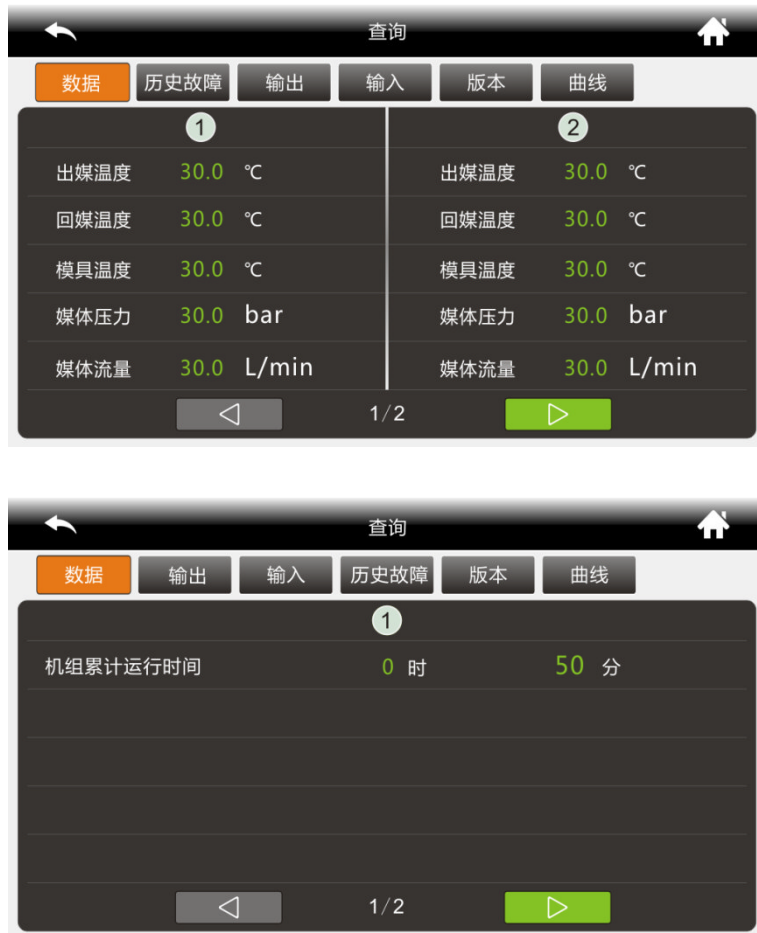 查询
数据 历史故障 输出 输入 版本 曲线
1 2
出媒温度 30.0 ℃ 出媒温度 30.0 ℃
回媒温度 30.0 ℃ 回媒温度 30.0 ℃
模具温度 30.0 ℃ 模具温度 30.0 ℃
媒体压力 30.0 bar 媒体压力 30.0 bar
媒体流量 30.0 L/min 媒体流量 30.0 L/min
1/2
查询
数据 输出 输入 历史故障 版本 曲线
1
机组累计运行时间 0 时 50 分
1/2